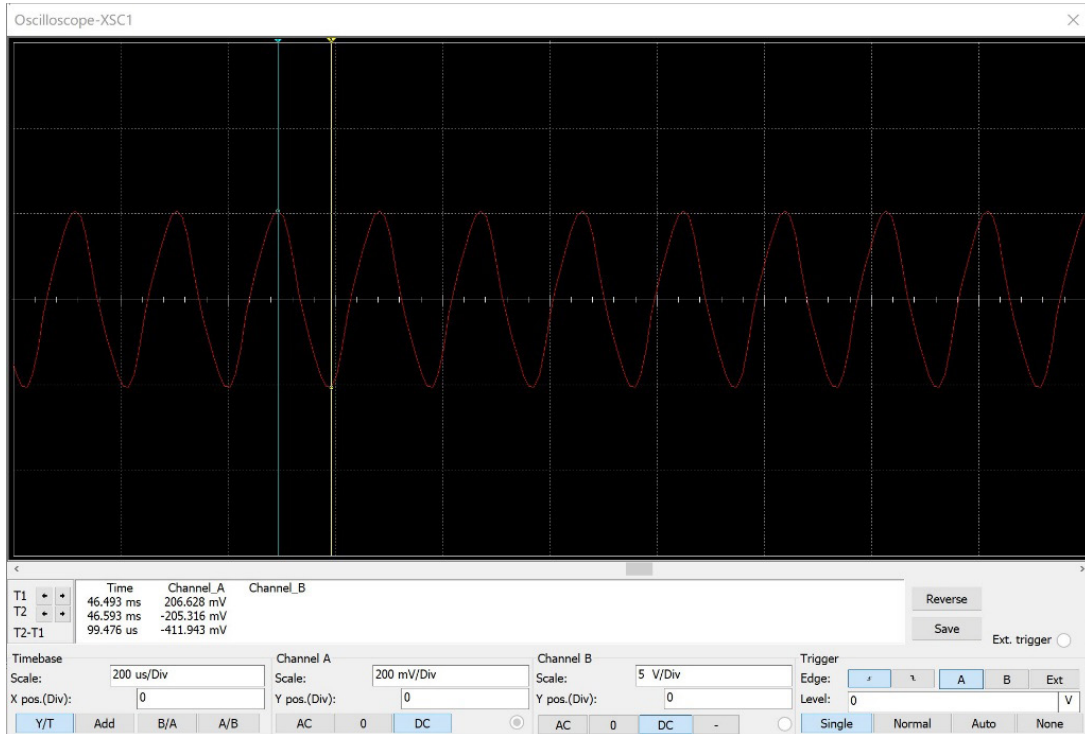 Oscilloscope-XSC1
Time Channel_A Channel_B
T1 46.493 ms 206.628 mV
T2 46.593 ms -205.316 mV
T2-T1 99.476 us -411.943 mV
Reverse
Save
Ext. trigger
Timebase
Scale: 200 us/Div
X pos.(Div): 0
Y/T Add B/A A/B
Channel A
Scale: 200 mV/Div
Y pos.(Div): 0
AC 0 DC
Channel B
Scale: 5 V/Div
Y pos.(Div): 0
AC 0 DC -
Trigger
Edge: A B Ext
Level: 0 V
Single Normal Auto None